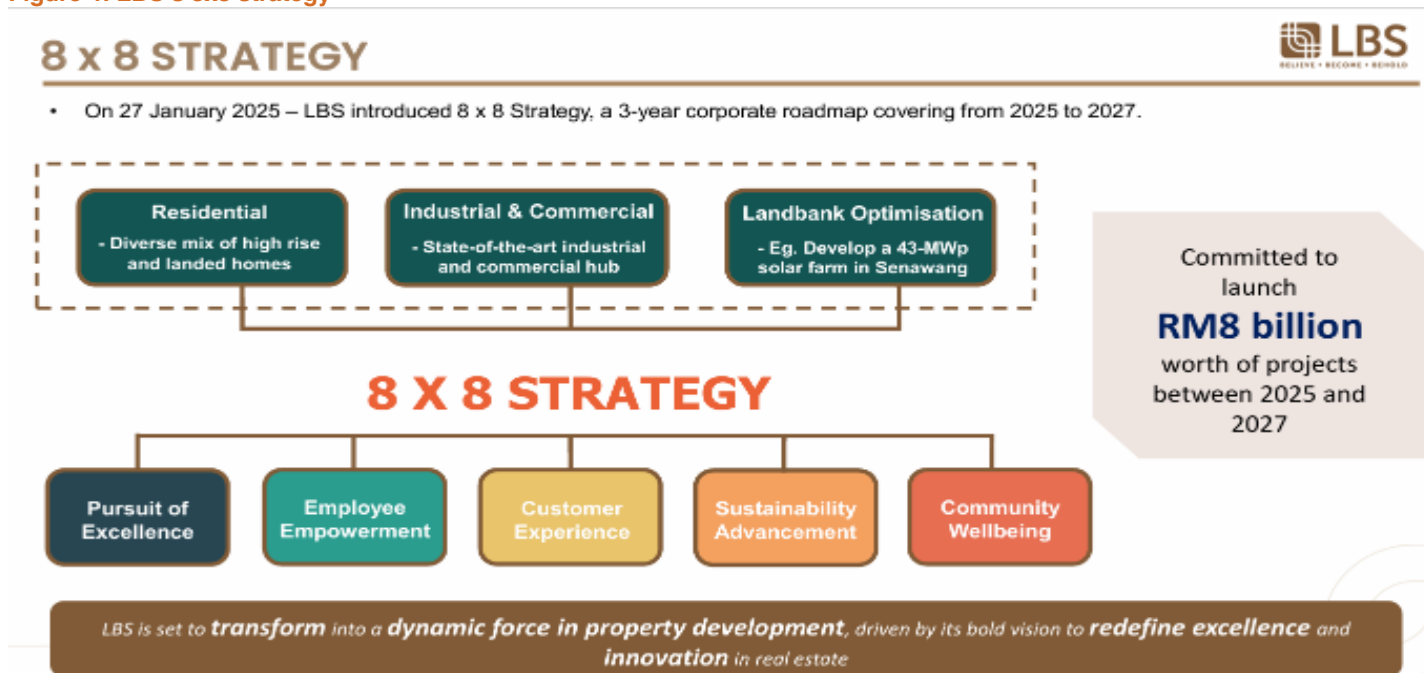 8 x 8 STRATEGY
LBS
BELIEVE • BECOME • BEHOLD
• On 27 January 2025 – LBS introduced 8 x 8 Strategy, a 3-year corporate roadmap covering from 2025 to 2027.
Residential
- Diverse mix of high rise
and landed homes
Industrial & Commercial
- State-of-the-art industrial
and commercial hub
Landbank Optimisation
- Eg. Develop a 43-MWp
solar farm in Senawang
Committed to
launch
RM8 billion
worth of projects
between 2025 and
2027
8 X 8 STRATEGY
Pursuit of
Excellence
Employee
Empowerment
Customer
Experience
Sustainability
Advancement
Community
Wellbeing
LBS is set to transform into a dynamic force in property development, driven by its bold vision to redefine excellence and
innovation in real estate